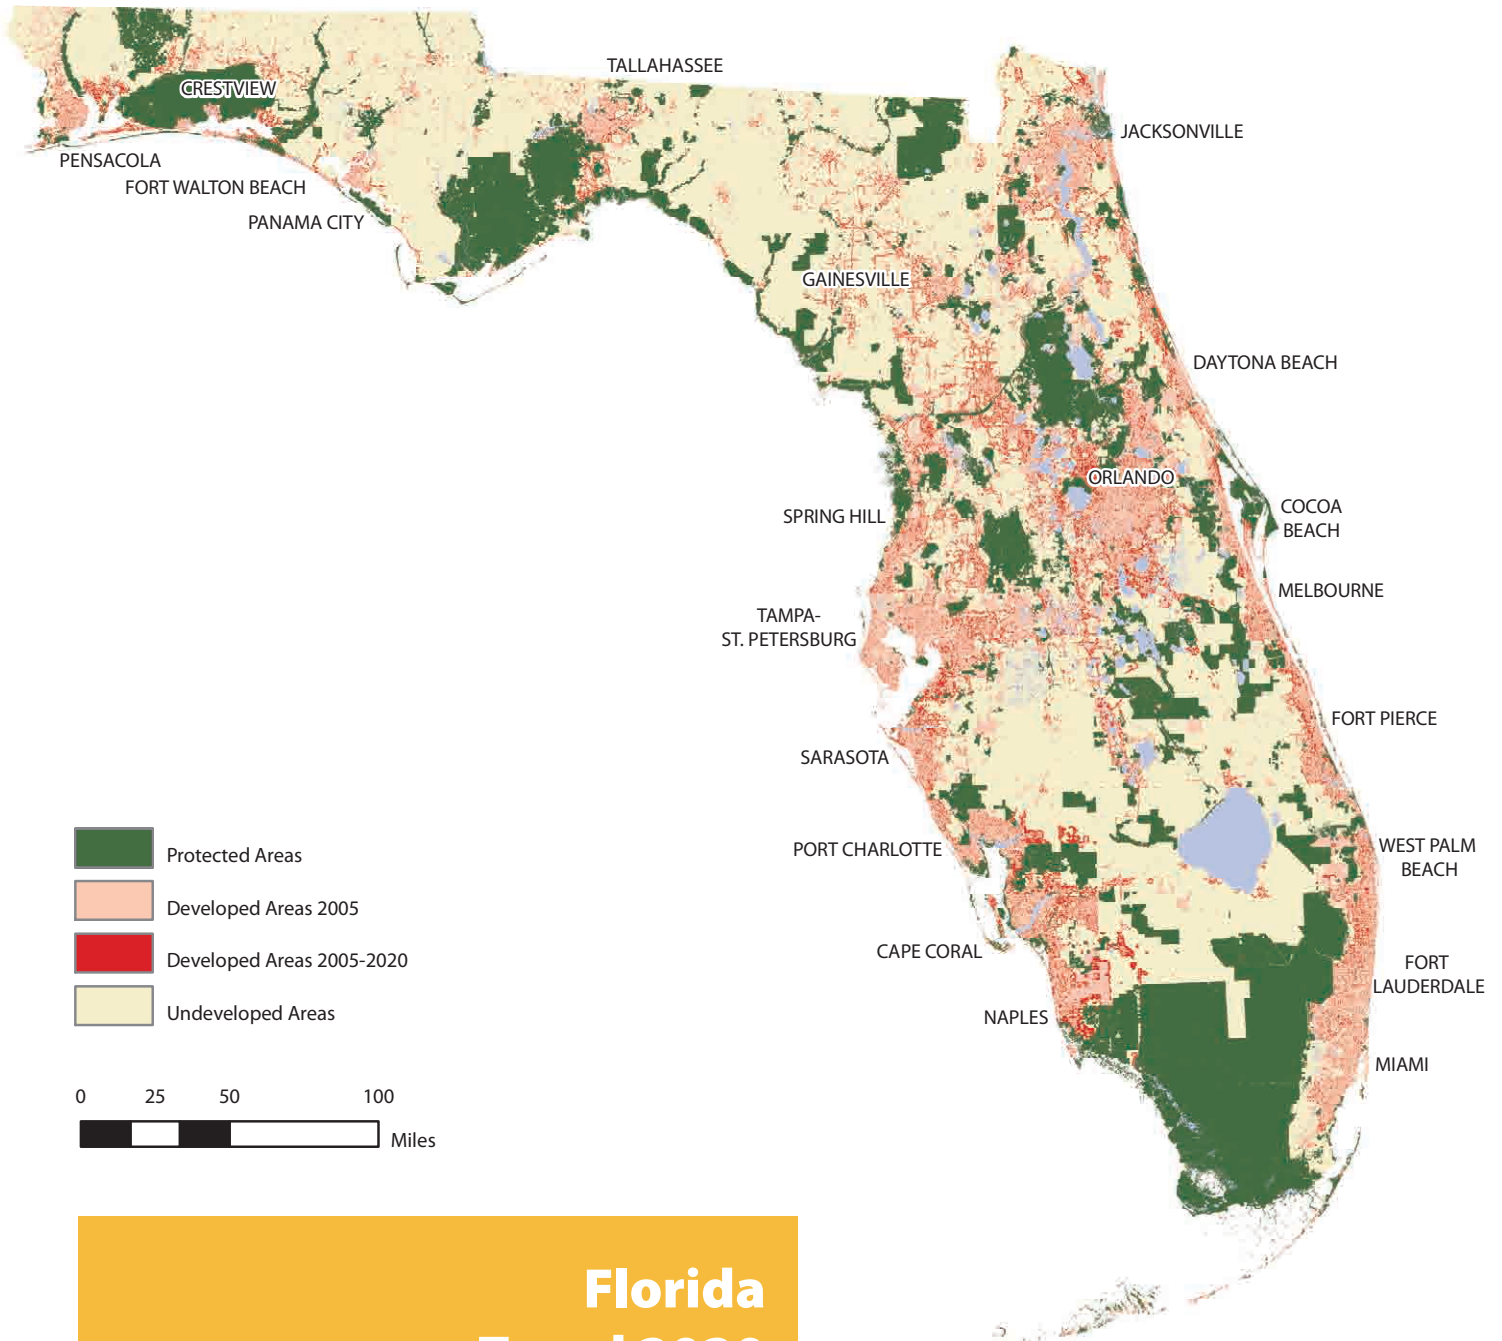 TALLAHASSEE
CRESTVIEW
JACKSONVILLE
PENSACOLA
FORT WALTON BEACH
PANAMA CITY
GAINESVILLE
DAYTONA BEACH
ORLANDO
SPRING HILL
COCOA
BEACH
MELBOURNE
TAMPA-
ST. PETERSBURG
FORT PIERCE
SARASOTA
PORT CHARLOTTE
WEST PALM
BEACH
CAPE CORAL
FORT
LAUDERDALE
NAPLES
MIAMI
Protected Areas
Developed Areas 2005
Developed Areas 2005-2020
Undeveloped Areas
0 25 50 100
Miles
Florida